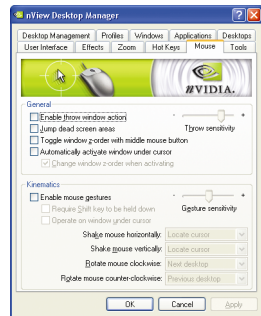 nView Desktop Manager
Desktop Management Profiles Windows Applications Desktops
User Interface Effects Zoom Hot Keys Mouse Tools
nVIDIA.
General
Enable throw window action - +
Jump dead screen areas Throw sensitivity
Toggle window z-order with middle mouse button
Automatically activate window under cursor
Change window z-order when activating
Kinematics
Enable mouse gestures - +
Require Shift key to be held down Gesture sensitivity
Operate on window under cursor
Shake mouse horizontally: Locate cursor
Shake mouse vertically: Locate cursor
Rotate mouse clockwise: Next desktop
Rotate mouse counter-clockwise: Previous desktop
OK Cancel Apply